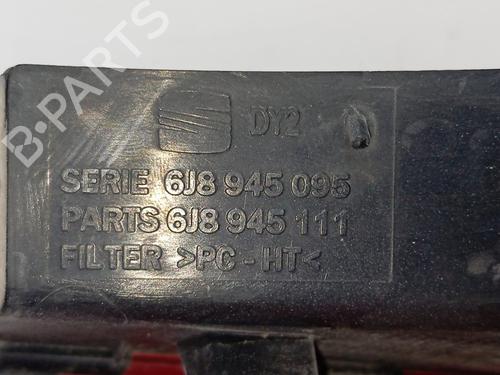 B-PARTS
DY2
SERIE 6J8 945 095
PARTS 6J8 945 111
FILTER >PC - HT<